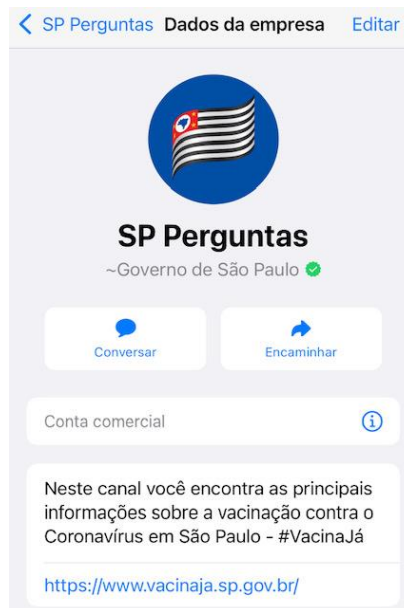 SP Perguntas Dados da empresa Editar
SP Perguntas
~Governo de São Paulo
Conversar Encaminhar
Conta comercial
Neste canal você encontra as principais
informações sobre a vacinação contra o
Coronavírus em São Paulo - #VacinaJá
https://www.vacinaja.sp.gov.br/